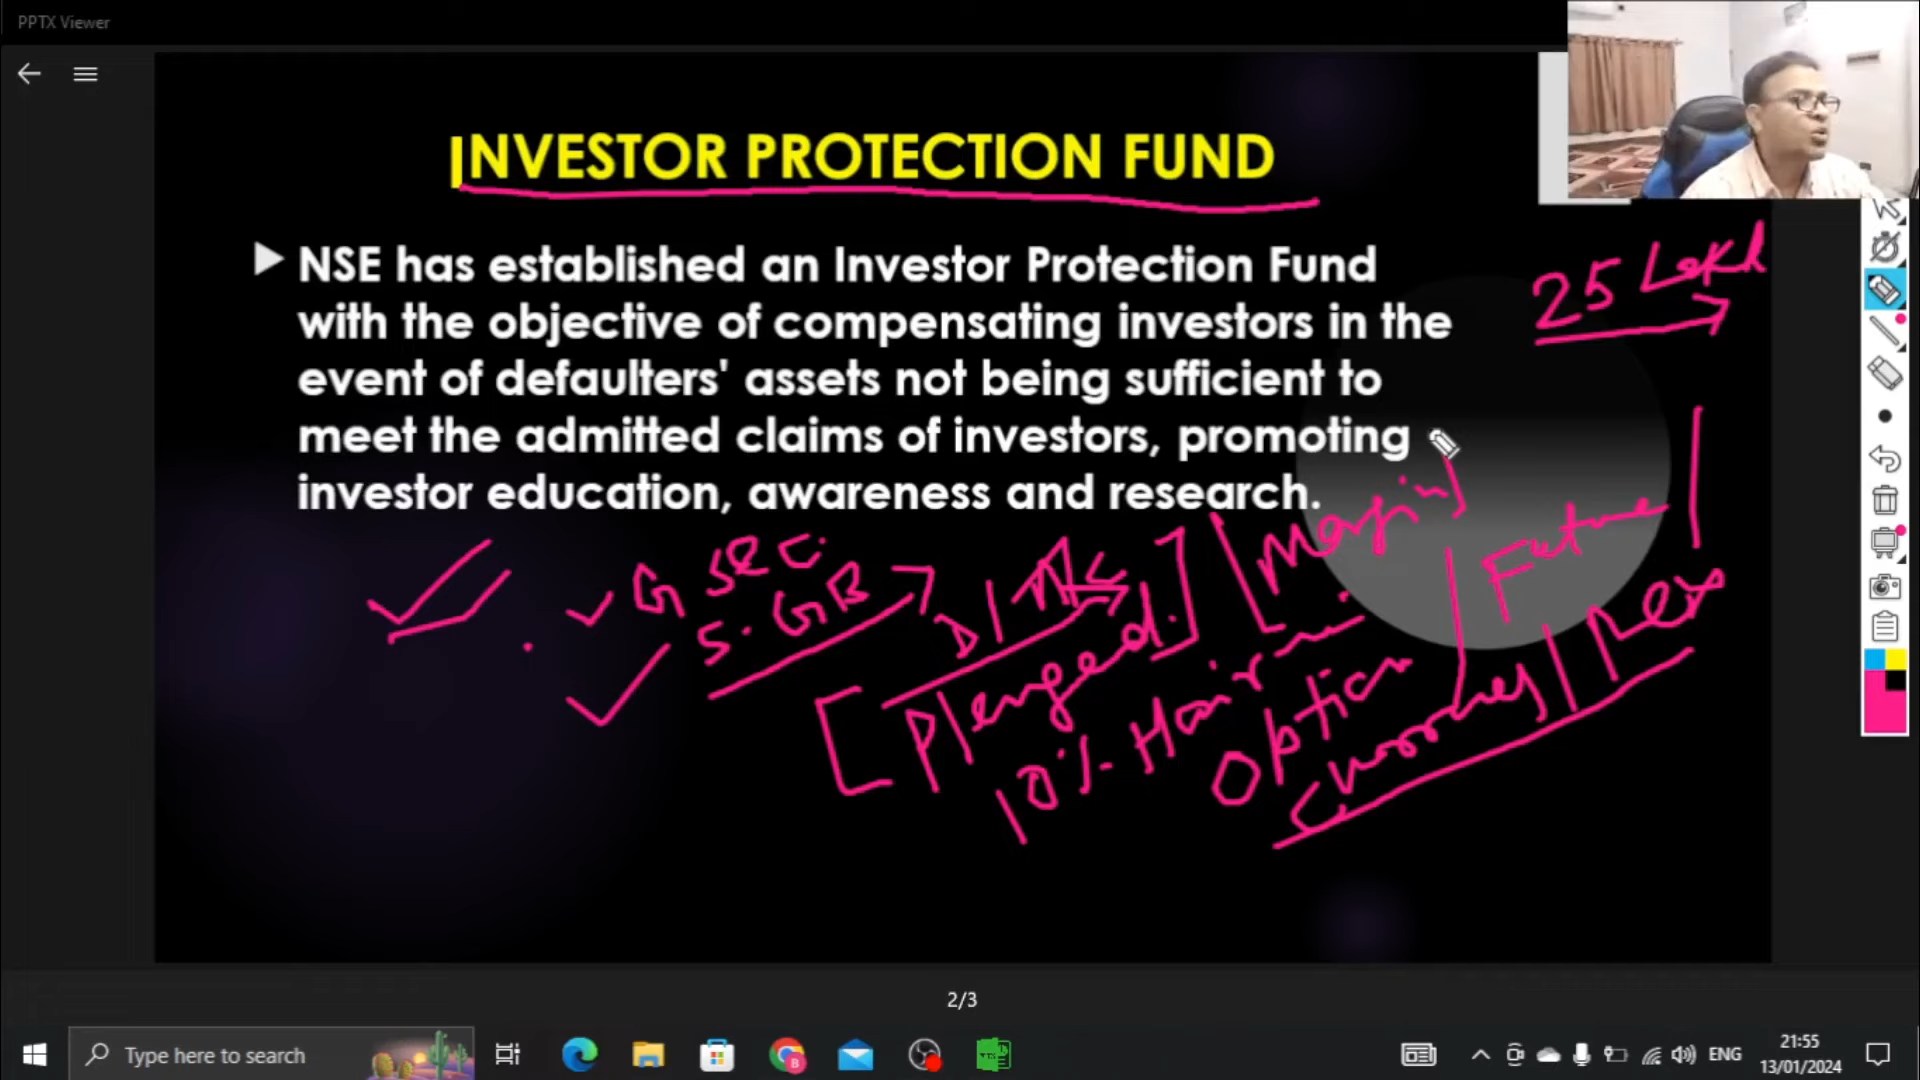 PPTX Viewer
INVESTOR PROTECTION FUND
NSE has established an Investor Protection Fund
with the objective of compensating investors in the
event of defaulters' assets not being sufficient to
meet the admitted claims of investors, promoting
investor education, awareness and research.
25 Lakh
G SEC.
S. GB
D/Ac
[Plenged.]
[Margin]
10% Hair
Future
Option
2/3
Type here to search
ENG
21:55
13/01/2024